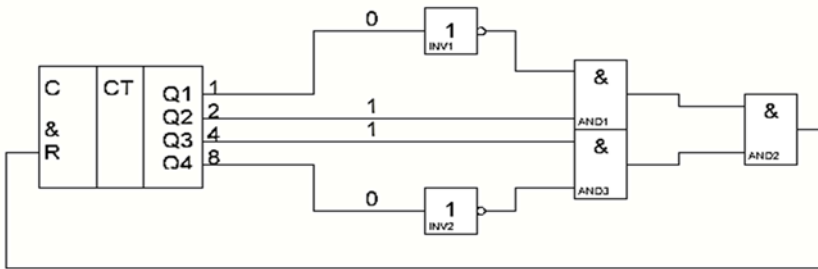 0
1
INV1
C CT Q1 1
Q2 2 1
& Q3 4 1
R Q4 8
&
AND1
&
AND3
&
AND2
0
1
INV2